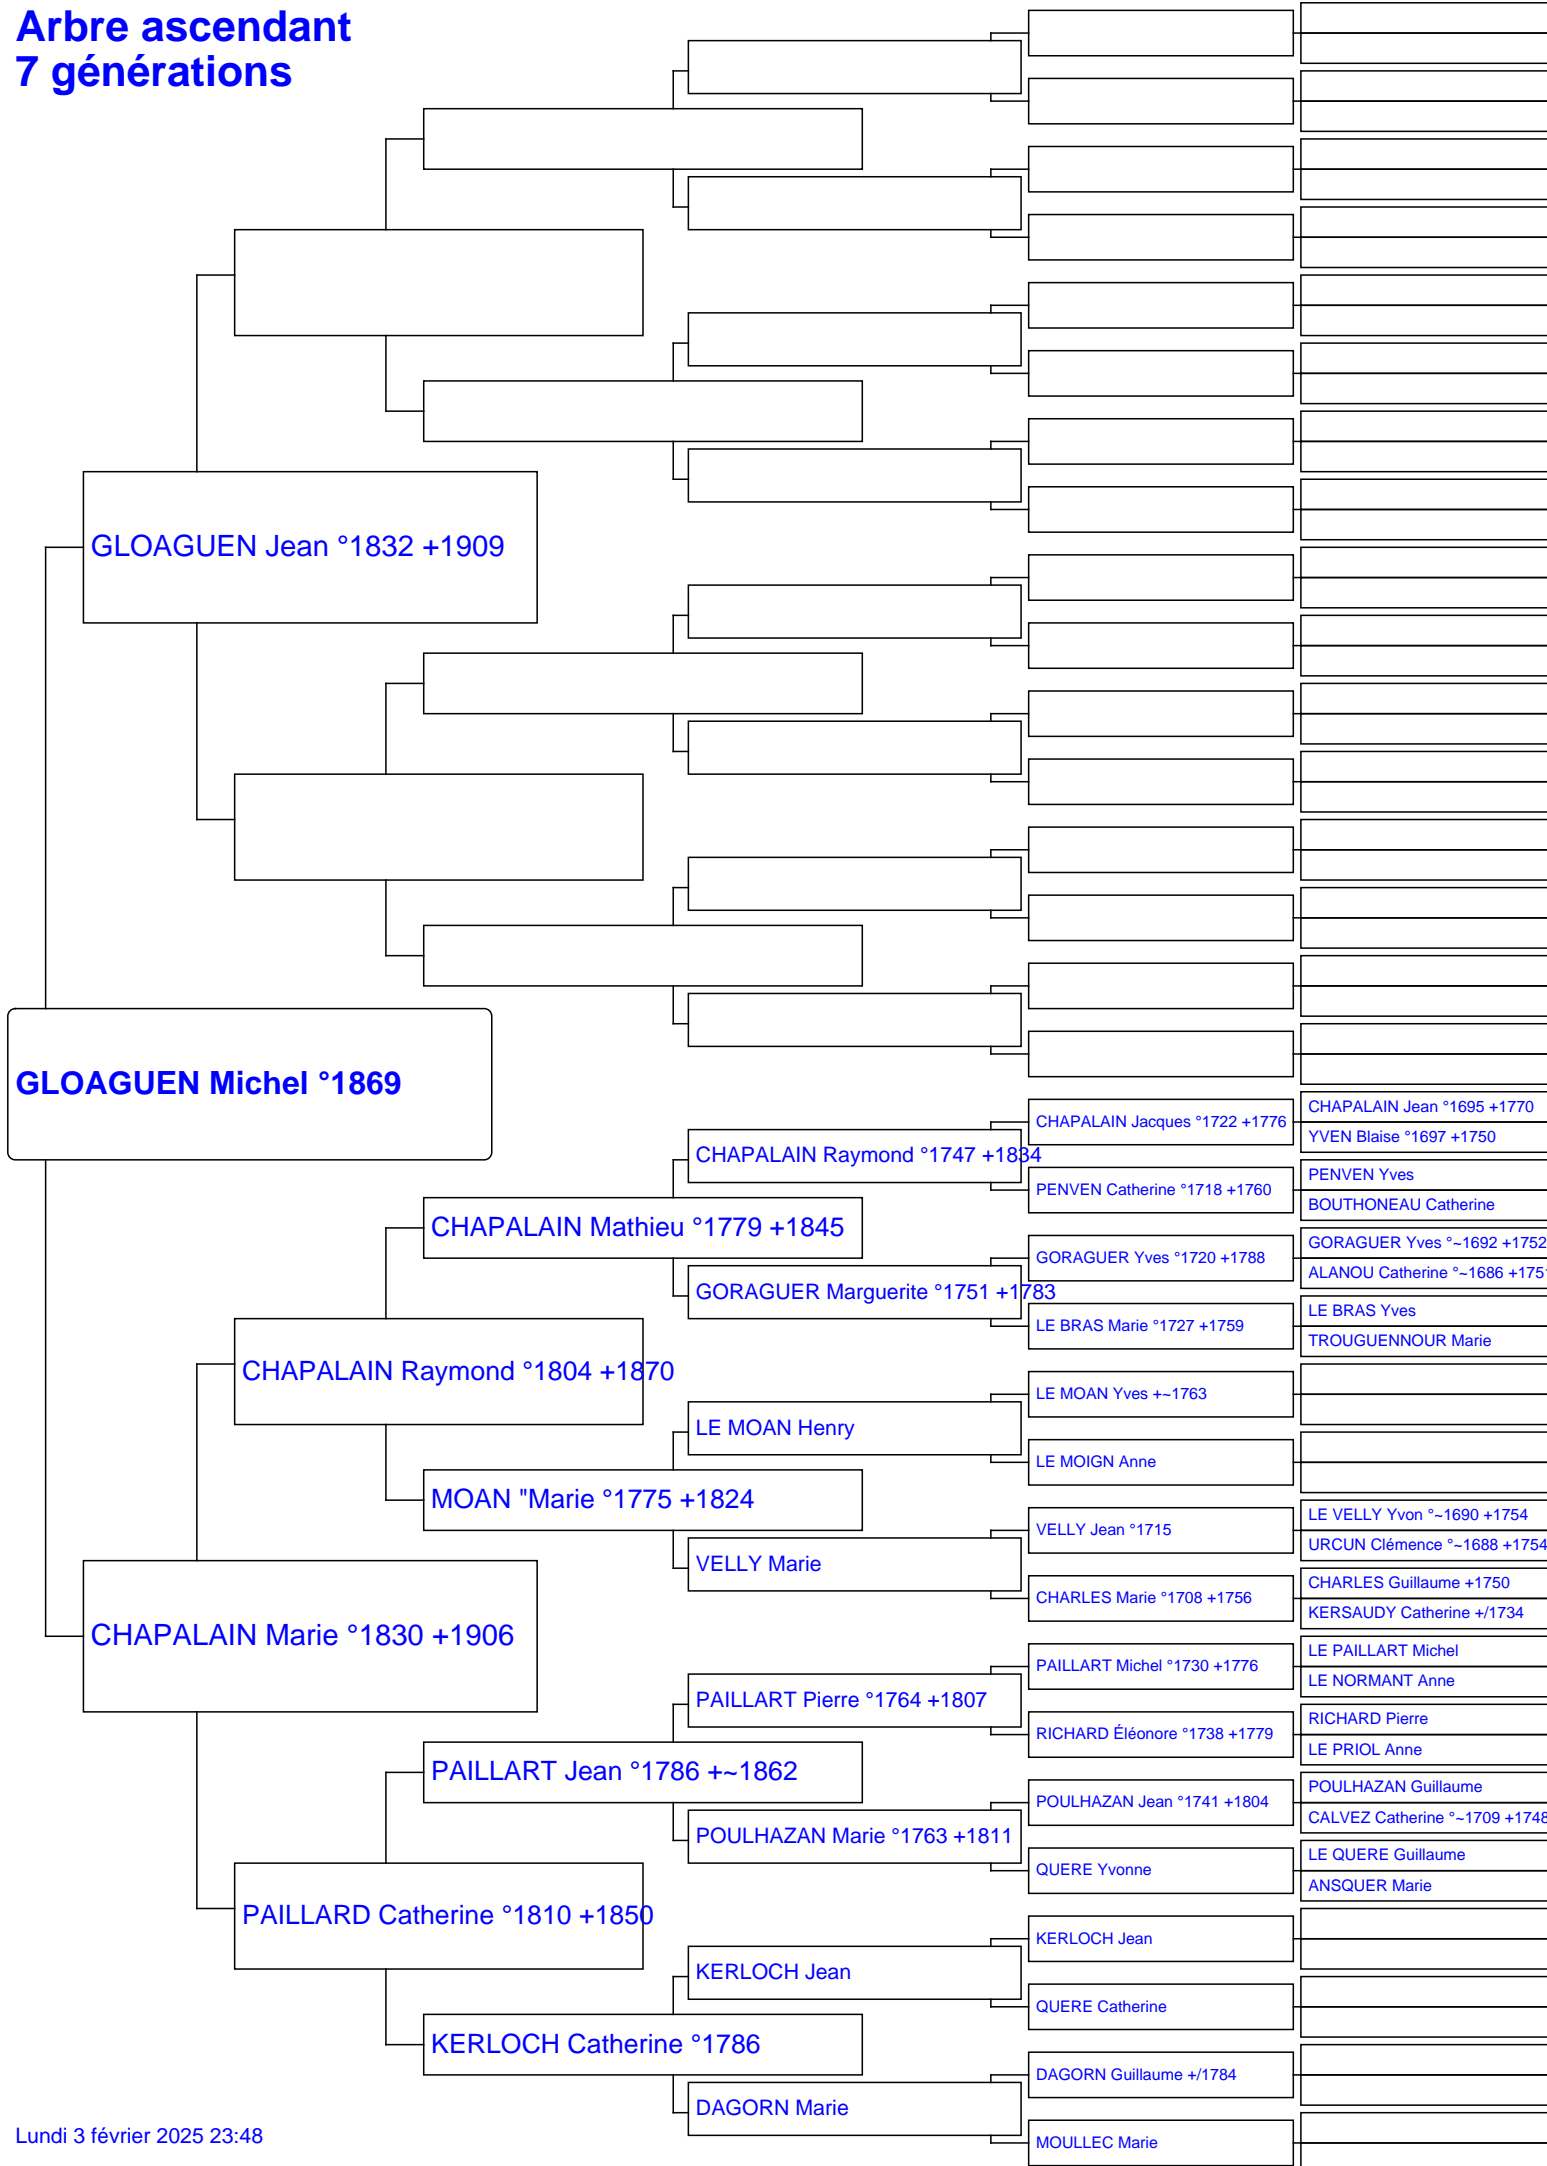 Arbre ascendant
7 générations
GLOAGUEN Jean °1832 +1909
GLOAGUEN Michel °1869
CHAPALAIN Jean °1695 +1770
CHAPALAIN Jacques °1722 +1776
YVEN Blaise °1697 +1750
CHAPALAIN Raymond °1747 +1834
PENVEN Yves
PENVEN Catherine °1718 +1760
BOUTHONEAU Catherine
CHAPALAIN Mathieu °1779 +1845
GORAGUER Yves °~1692 +1752
GORAGUER Yves °1720 +1788
ALANOU Catherine °~1686 +1751
GORAGUER Marguerite °1751 +1783
LE BRAS Yves
LE BRAS Marie °1727 +1759
TROUGUENNOUR Marie
CHAPALAIN Raymond °1804 +1870
LE MOAN Yves +~1763
LE MOAN Henry
LE MOIGN Anne
MOAN "Marie °1775 +1824
LE VELLY Yvon °~1690 +1754
VELLY Jean °1715
URCUN Clémence °~1688 +1754
VELLY Marie
CHARLES Guillaume +1750
CHARLES Marie °1708 +1756
KERSAUDY Catherine +/1734
CHAPALAIN Marie °1830 +1906
LE PAILLART Michel
PAILLART Michel °1730 +1776
LE NORMANT Anne
PAILLART Pierre °1764 +1807
RICHARD Pierre
RICHARD Éléonore °1738 +1779
LE PRIOL Anne
PAILLART Jean °1786 +~1862
POULHAZAN Guillaume
POULHAZAN Jean °1741 +1804
CALVEZ Catherine °~1709 +1748
POULHAZAN Marie °1763 +1811
LE QUERE Guillaume
QUERE Yvonne
ANSQUER Marie
PAILLARD Catherine °1810 +1850
KERLOCH Jean
KERLOCH Jean
QUERE Catherine
KERLOCH Catherine °1786
DAGORN Guillaume +/1784
DAGORN Marie
MOULLEC Marie
Lundi 3 février 2025 23:48